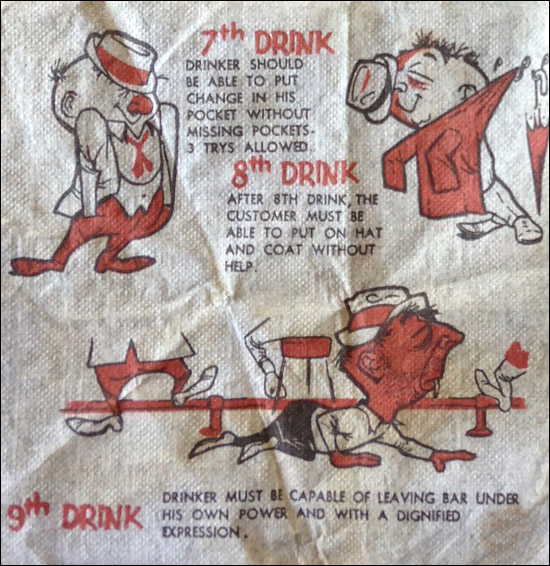 7th DRINK
DRINKER SHOULD
BE ABLE TO PUT
CHANGE IN HIS
POCKET WITHOUT
MISSING POCKETS-
3 TRYS ALLOWED.
8th DRINK
AFTER 8TH DRINK, THE
CUSTOMER MUST BE
ABLE TO PUT ON HAT
AND COAT WITHOUT
HELP.
9th DRINK
DRINKER MUST BE CAPABLE OF LEAVING BAR UNDER
HIS OWN POWER AND WITH A DIGNIFIED
EXPRESSION.